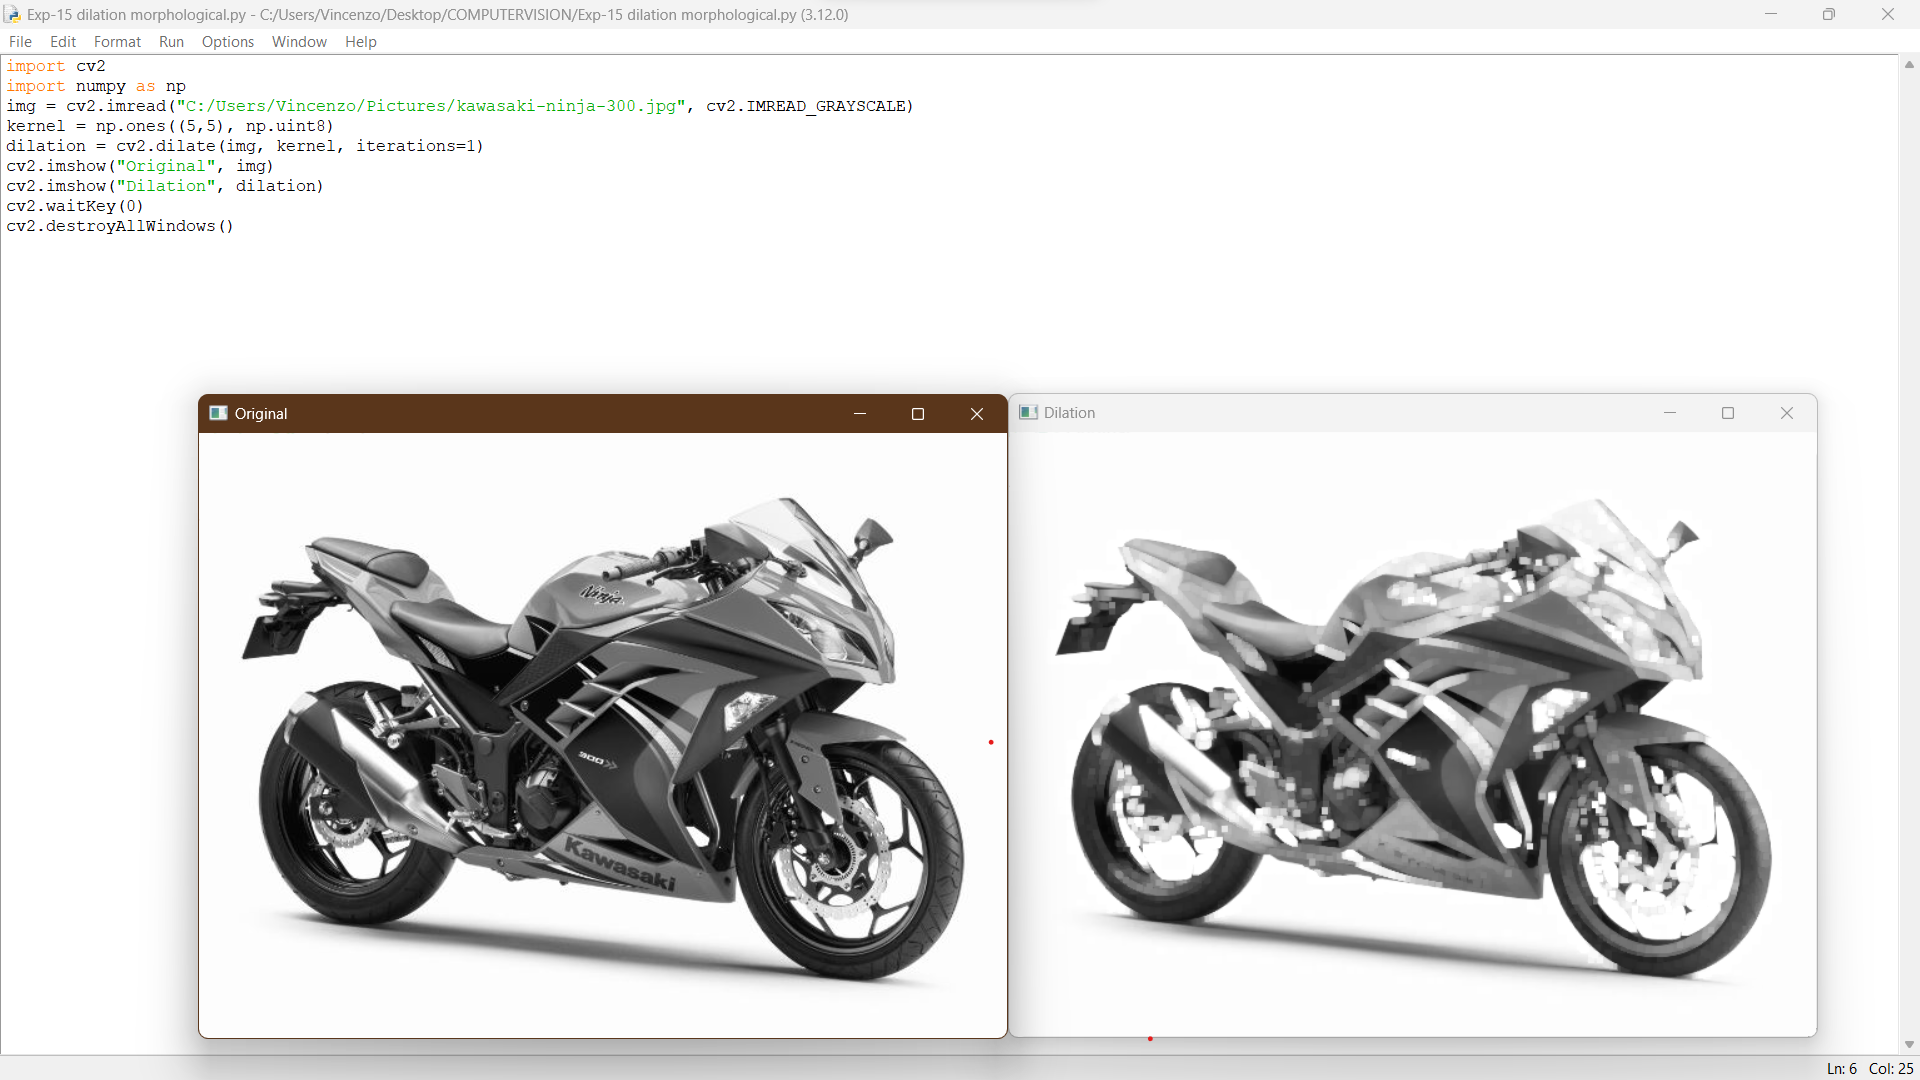 Exp-15 dilation morphological.py - C:/Users/Vincenzo/Desktop/COMPUTERVISION/Exp-15 dilation morphological.py (3.12.0)
File Edit Format Run Options Window Help
import cv2
import numpy as np
img = cv2.imread("C:/Users/Vincenzo/Pictures/kawasaki-ninja-300.jpg", cv2.IMREAD_GRAYSCALE)
kernel = np.ones((5,5), np.uint8)
dilation = cv2.dilate(img, kernel, iterations=1)
cv2.imshow("Original", img)
cv2.imshow("Dilation", dilation)
cv2.waitKey(0)
cv2.destroyAllWindows()
Original
Dilation
Ninja
300
Kawasaki
Ln: 6 Col: 25